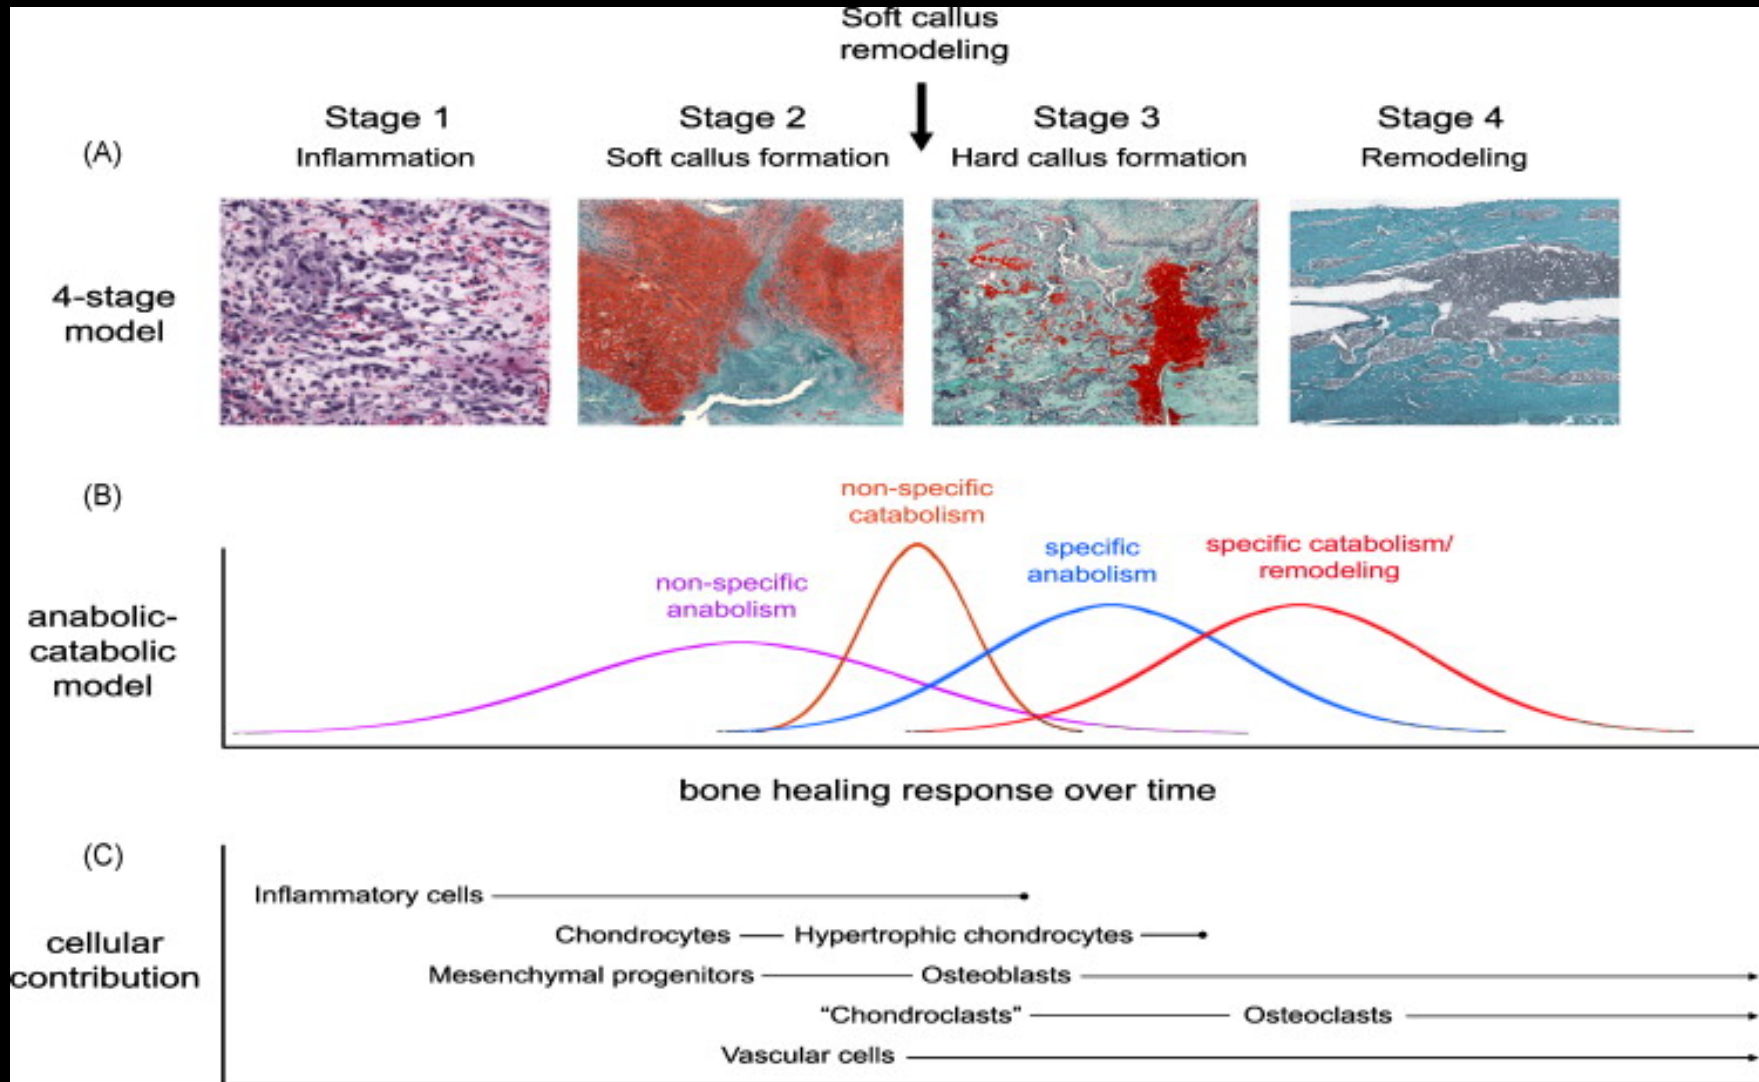 Soft callus
remodeling
Stage 1
Stage 2
Stage 3
Stage 4
(A)
Inflammation
Soft callus formation
Hard callus formation
Remodeling
4-stage
model
(B)
non-specific
catabolism
specific
anabolism
specific catabolism/
remodeling
non-specific
anabolism
anabolic-
catabolic
model
bone healing response over time
(C)
Inflammatory cells
Chondrocytes
Hypertrophic chondrocytes
cellular
contribution
Mesenchymal progenitors
Osteoblasts
“Chondroclasts”
Osteoclasts
Vascular cells